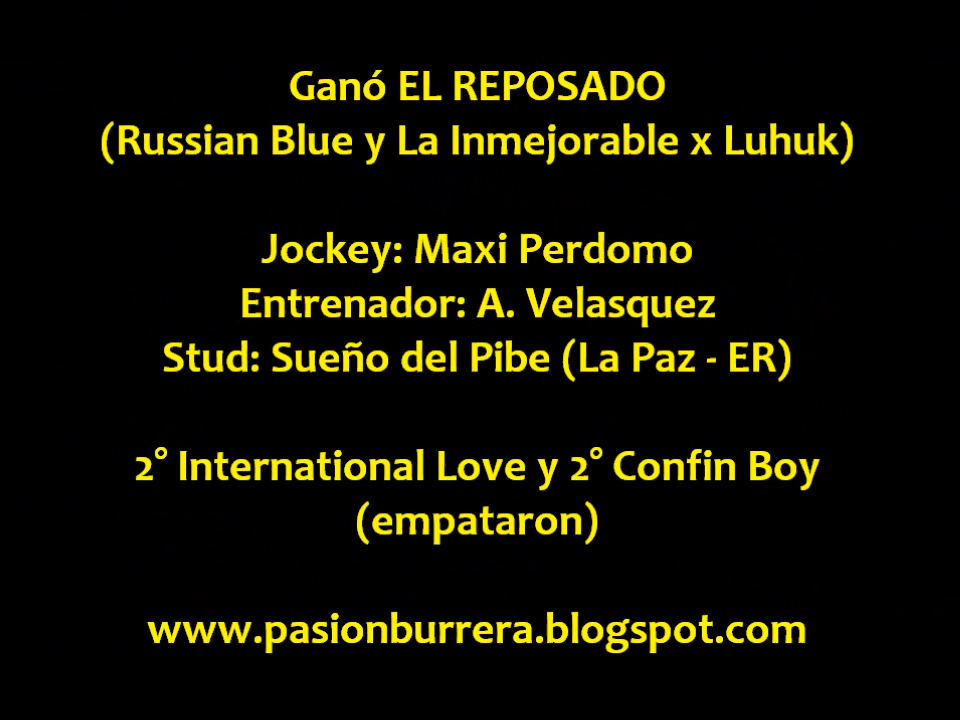 Ganó EL REPOSADO
(Russian Blue y La Inmejorable x Luhuk)
Jockey: Maxi Perdomo
Entrenador: A. Velasquez
Stud: Sueño del Pibe (La Paz - ER)
2° International Love y 2° Confin Boy
(empataron)
www.pasionburrera.blogspot.com